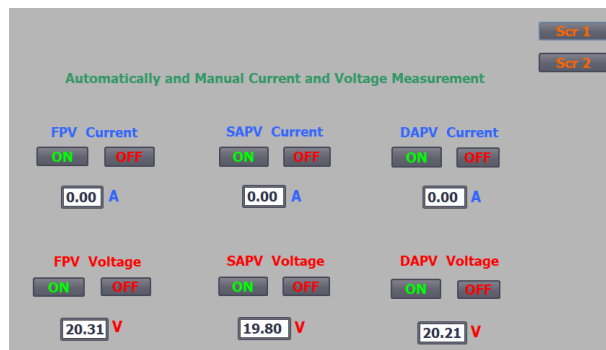 Scr 1
Scr 2
Automatically and Manual Current and Voltage Measurement
FPV Current SAPV Current DAPV Current
ON OFF ON OFF ON OFF
0.00 A 0.00 A 0.00 A
FPV Voltage SAPV Voltage DAPV Voltage
ON OFF ON OFF ON OFF
20.31 V 19.80 V 20.21 V